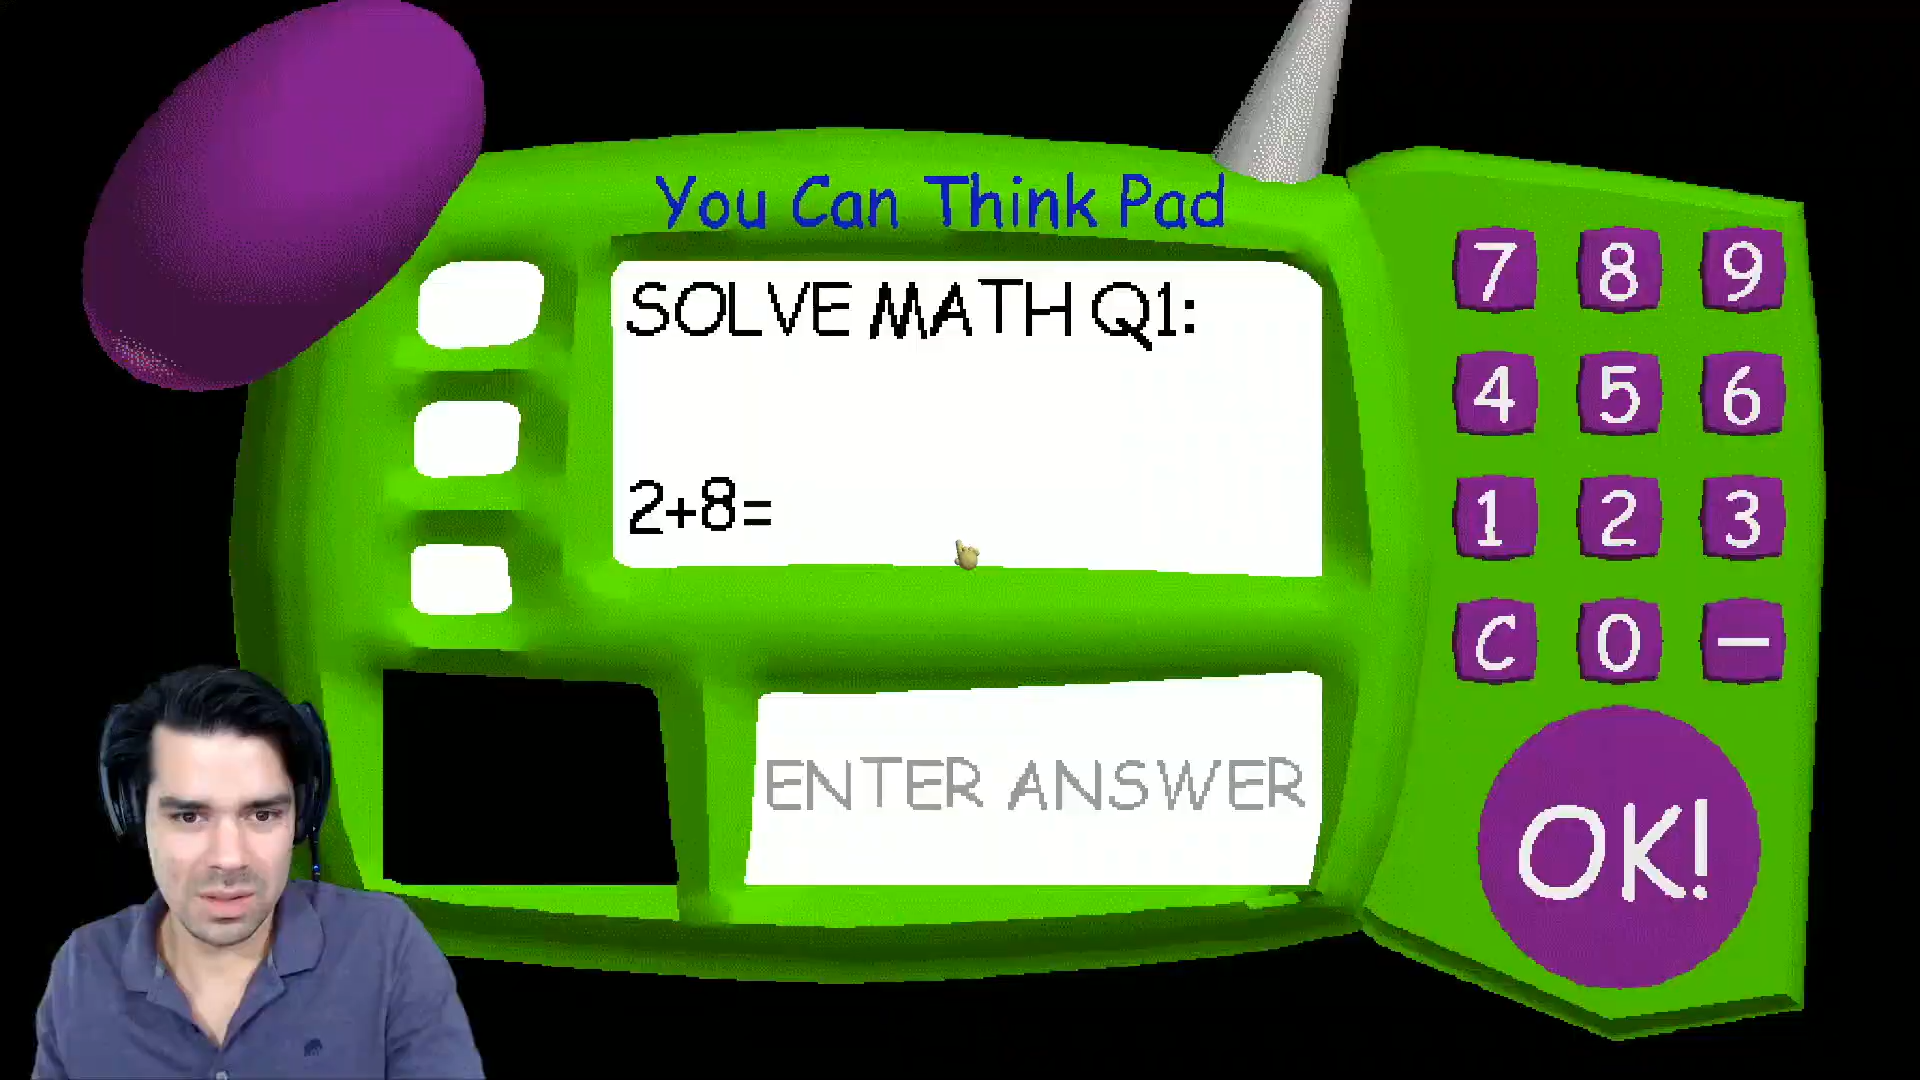 You Can Think Pad
SOLVE MATH Q1:
2+8=
7 8 9
4 5 6
1 2 3
C 0 —
ENTER ANSWER
OK!